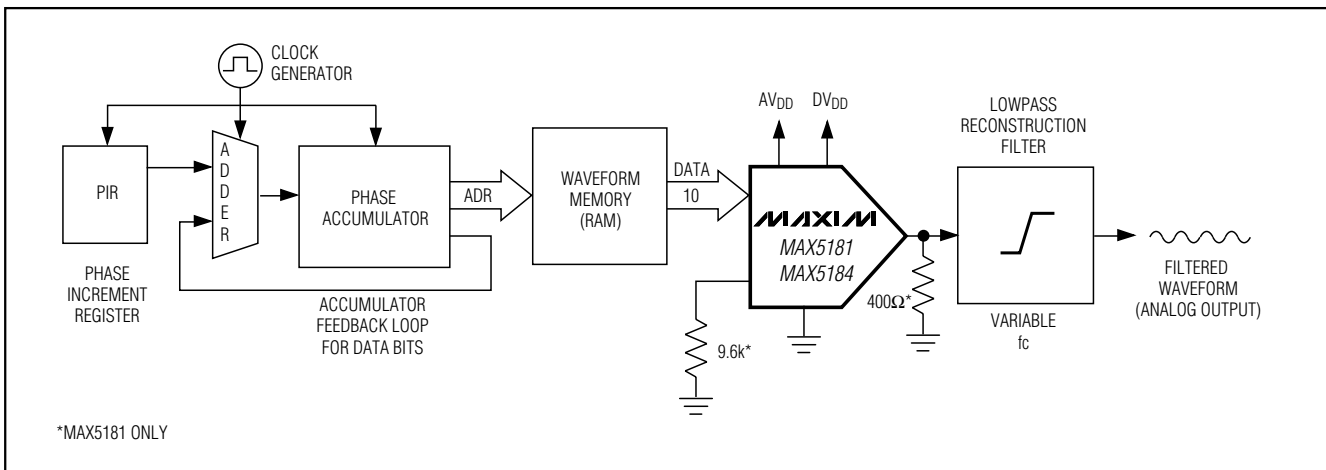 CLOCK
GENERATOR
PIR
PHASE
INCREMENT
REGISTER
ADDER
PHASE
ACCUMULATOR
ACCUMULATOR
FEEDBACK LOOP
FOR DATA BITS
ADR
WAVEFORM
MEMORY
(RAM)
DATA
10
AVDD
DVDD
MAXIM
MAX5181
MAX5184
9.6k*
400Ω*
LOWPASS
RECONSTRUCTION
FILTER
VARIABLE
fc
FILTERED
WAVEFORM
(ANALOG OUTPUT)
*MAX5181 ONLY